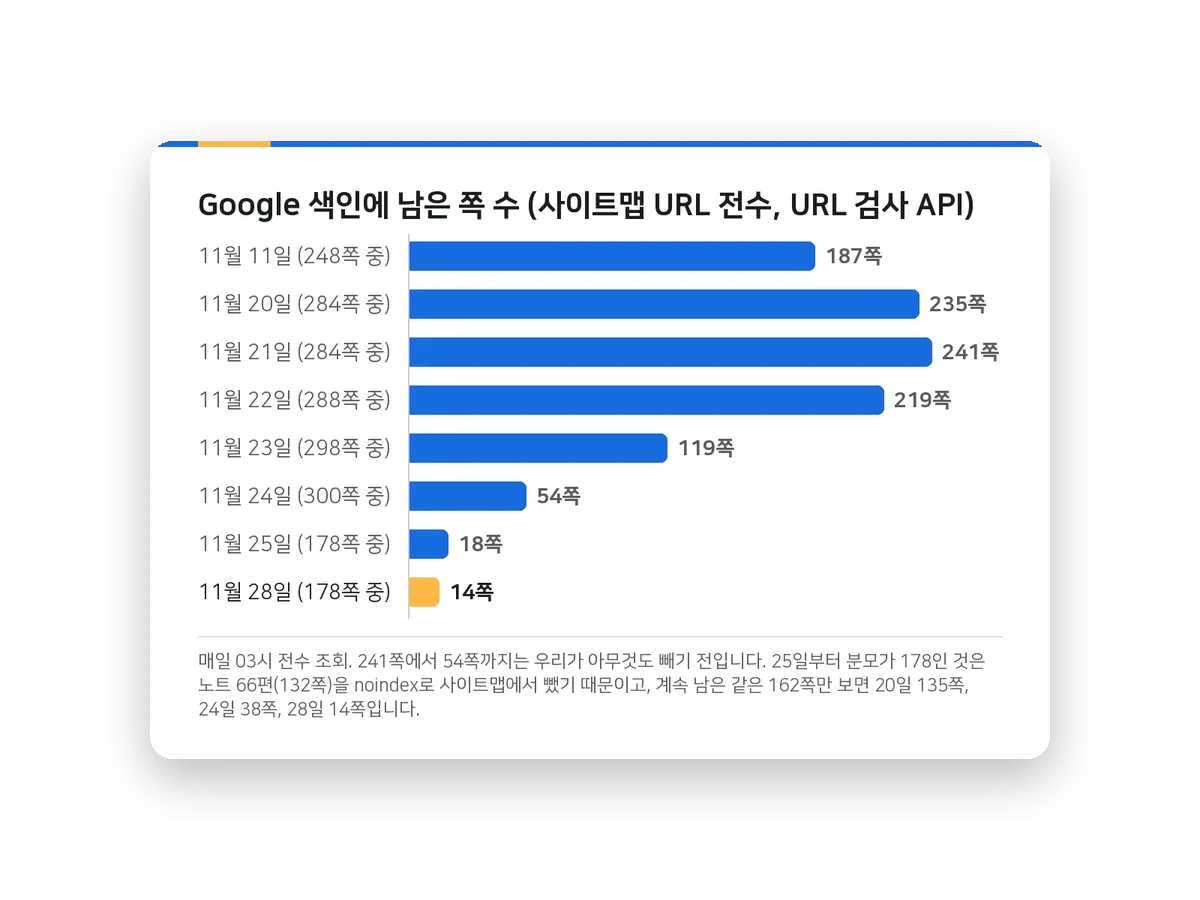 Google 색인에 남은 쪽 수 (사이트맵 URL 전수, URL 검사 API)
11월 11일 (248쪽 중) 187쪽
11월 20일 (284쪽 중) 235쪽
11월 21일 (284쪽 중) 241쪽
11월 22일 (288쪽 중) 219쪽
11월 23일 (298쪽 중) 119쪽
11월 24일 (300쪽 중) 54쪽
11월 25일 (178쪽 중) 18쪽
11월 28일 (178쪽 중) 14쪽
매일 03시 전수 조회. 241쪽에서 54쪽까지는 우리가 아무것도 빼기 전입니다. 25일부터 분모가 178인 것은
노트 66편(132쪽)을 noindex로 사이트맵에서 뺐기 때문이고, 계속 남은 같은 162쪽만 보면 20일 135쪽,
24일 38쪽, 28일 14쪽입니다.